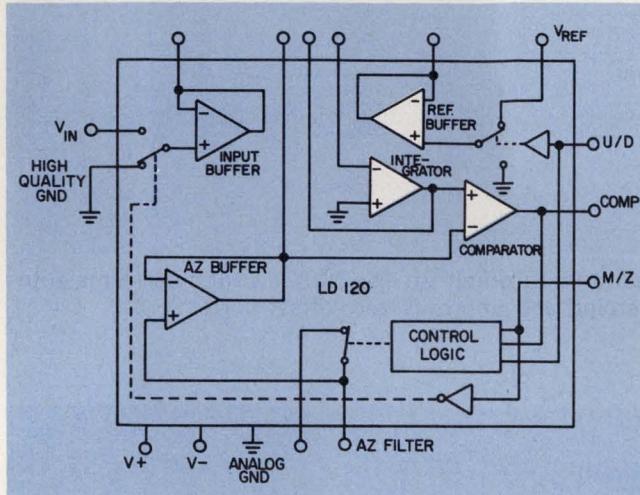 VREF
VIN
HIGH
QUALITY
GND
INPUT
BUFFER
REF.
BUFFER
U/D
INTE-
GRATOR
COMP
COMPARATOR
AZ BUFFER
LD 120
M/Z
CONTROL
LOGIC
V+
V-
ANALOG
GND
AZ FILTER